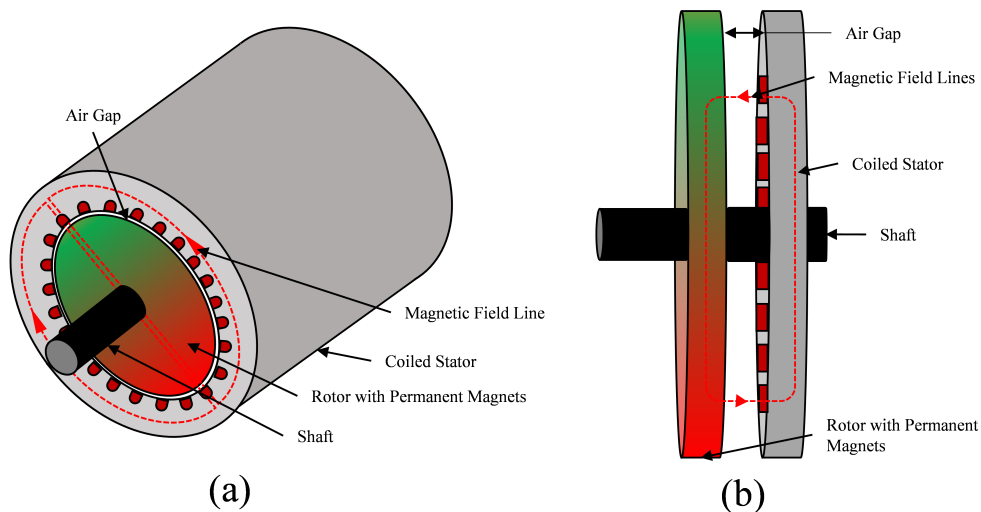 Air Gap
Magnetic Field Line
Coiled Stator
Rotor with Permanent Magnets
Shaft
(a)
Air Gap
Magnetic Field Lines
Coiled Stator
Shaft
Rotor with Permanent
Magnets
(b)